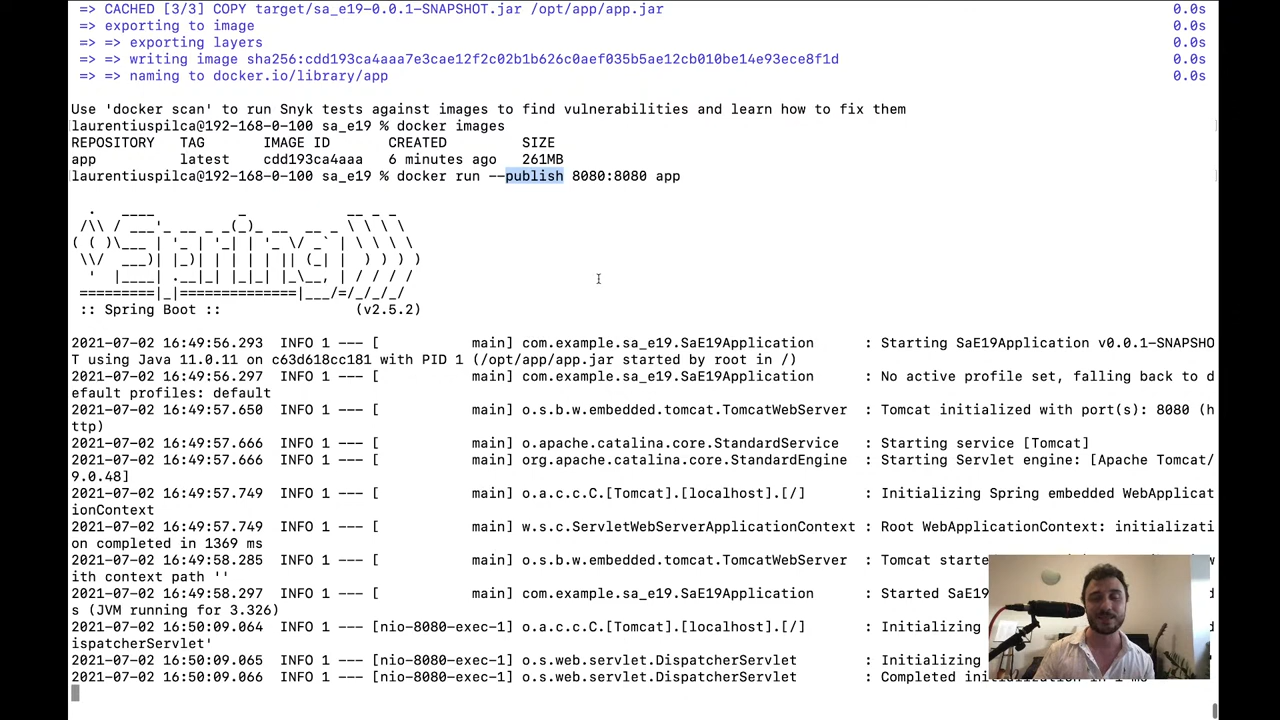 => CACHED [3/3] COPY target/sa_e19-0.0.1-SNAPSHOT.jar /opt/app/app.jar 0.0s
=> exporting to image 0.0s
=> => exporting layers 0.0s
=> => writing image sha256:cdd193ca4aaa7e3cae12f2c02b1b626c0aef035b5ae12cb010be14e93ece8f1d 0.0s
=> => naming to docker.io/library/app 0.0s
Use 'docker scan' to run Snyk tests against images to find vulnerabilities and learn how to fix them
laurentiuspilca@192-168-0-100 sa_e19 % docker images
REPOSITORY TAG IMAGE ID CREATED SIZE
app latest cdd193ca4aaa 6 minutes ago 261MB
laurentiuspilca@192-168-0-100 sa_e19 % docker run --publish 8080:8080 app
:: Spring Boot :: (v2.5.2)
2021-07-02 16:49:56.293 INFO 1 --- [ main] com.example.sa_e19.SaE19Application : Starting SaE19Application v0.0.1-SNAPSHO
T using Java 11.0.11 on c63d618cc181 with PID 1 (/opt/app/app.jar started by root in /)
2021-07-02 16:49:56.297 INFO 1 --- [ main] com.example.sa_e19.SaE19Application : No active profile set, falling back to d
efault profiles: default
2021-07-02 16:49:57.650 INFO 1 --- [ main] o.s.b.w.embedded.tomcat.TomcatWebServer : Tomcat initialized with port(s): 8080 (h
ttp)
2021-07-02 16:49:57.666 INFO 1 --- [ main] o.apache.catalina.core.StandardService : Starting service [Tomcat]
2021-07-02 16:49:57.666 INFO 1 --- [ main] org.apache.catalina.core.StandardEngine : Starting Servlet engine: [Apache Tomcat/
9.0.48]
2021-07-02 16:49:57.749 INFO 1 --- [ main] o.a.c.c.C.[Tomcat].[localhost].[/] : Initializing Spring embedded WebApplicat
ionContext
2021-07-02 16:49:57.749 INFO 1 --- [ main] w.s.c.ServletWebServerApplicationContext : Root WebApplicationContext: initializati
on completed in 1369 ms
2021-07-02 16:49:58.285 INFO 1 --- [ main] o.s.b.w.embedded.tomcat.TomcatWebServer : Tomcat starte
ith context path ''
2021-07-02 16:49:58.297 INFO 1 --- [ main] com.example.sa_e19.SaE19Application : Started SaE19
s (JVM running for 3.326)
2021-07-02 16:50:09.064 INFO 1 --- [nio-8080-exec-1] o.a.c.c.C.[Tomcat].[localhost].[/] : Initializing
ispatcherServlet'
2021-07-02 16:50:09.065 INFO 1 --- [nio-8080-exec-1] o.s.web.servlet.DispatcherServlet : Initializing
2021-07-02 16:50:09.066 INFO 1 --- [nio-8080-exec-1] o.s.web.servlet.DispatcherServlet : Completed initialization in 1 ms